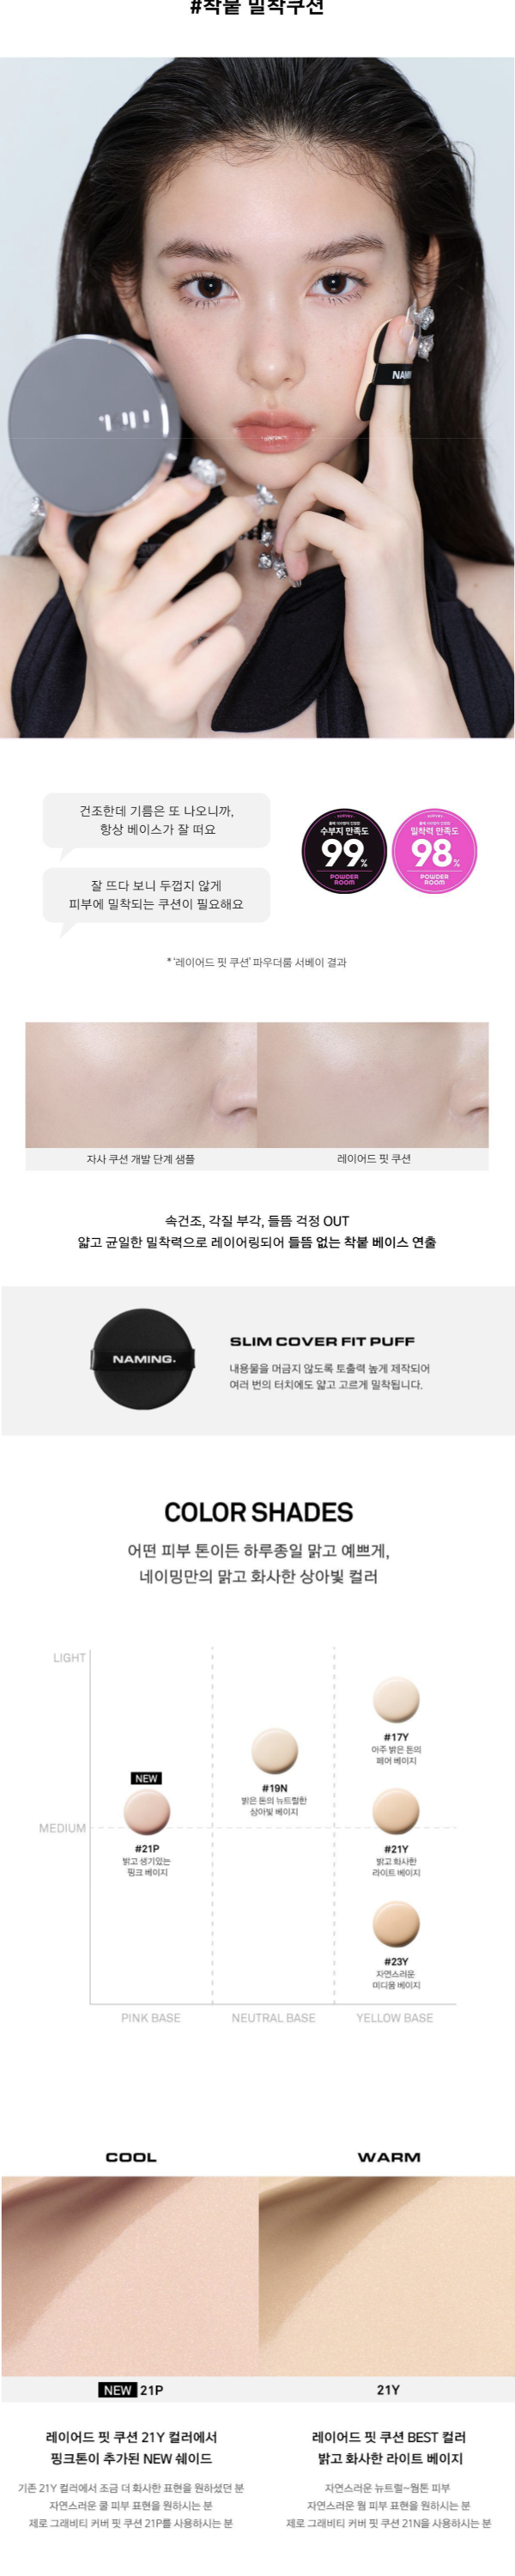 #착붙 밀착쿠션
NAMI
건조한데 기름은 또 나오니까,
항상 베이스가 잘 떠요
잘 뜨다 보니 두껍지 않게
피부에 밀착되는 쿠션이 필요해요
수부지 만족도
99%
POWDER
ROOM
밀착력 만족도
98%
POWDER
ROOM
* '레이어드 핏 쿠션' 파우더룸 서베이 결과
자사 쿠션 개발 단계 샘플
레이어드 핏 쿠션
속건조, 각질 부각, 들뜸 걱정 OUT
얇고 균일한 밀착력으로 레이어링되어 들뜸 없는 착붙 베이스 연출
NAMING.
SLIM COVER FIT PUFF
내용물을 머금지 않도록 토출력 높게 제작되어
여러 번의 터치에도 얇고 고르게 밀착됩니다.
COLOR SHADES
어떤 피부 톤이든 하루종일 맑고 예쁘게,
네이밍만의 맑고 화사한 상아빛 컬러
LIGHT
#17Y
아주 밝은 톤의
페어 베이지
#19N
밝은 톤의 뉴트럴한
상아빛 베이지
NEW
MEDIUM
#21P
밝고 생기있는
핑크 베이지
#21Y
밝고 화사한
라이트 베이지
#23Y
자연스러운
미디움 베이지
PINK BASE
NEUTRAL BASE
YELLOW BASE
COOL
WARM
NEW 21P
21Y
레이어드 핏 쿠션 21Y 컬러에서
핑크톤이 추가된 NEW 쉐이드
기존 21Y 컬러에서 조금 더 화사한 표현을 원하셨던 분
자연스러운 쿨 피부 표현을 원하시는 분
제로 그래비티 커버 핏 쿠션 21P를 사용하시는 분
레이어드 핏 쿠션 BEST 컬러
밝고 화사한 라이트 베이지
자연스러운 뉴트럴~웜톤 피부
자연스러운 웜 피부 표현을 원하시는 분
제로 그래비티 커버 핏 쿠션 21N을 사용하시는 분